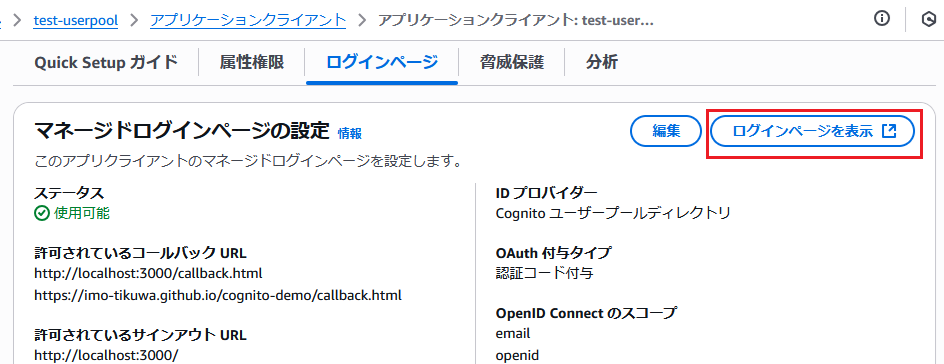 test-userpool > アプリケーションクライアント > アプリケーションクライアント: test-user...
Quick Setup ガイド 属性権限 ログインページ 脅威保護 分析
マネージドログインページの設定 情報
編集
ログインページを表示
このアプリクライアントのマネージドログインページを設定します。
ステータス
使用可能
許可されているコールバック URL
http://localhost:3000/callback.html
https://imo-tikuwa.github.io/cognito-demo/callback.html
許可されているサインアウト URL
http://localhost:3000/
ID プロバイダー
Cognito ユーザープールディレクトリ
OAuth 付与タイプ
認証コード付与
OpenID Connect のスコープ
email
openid